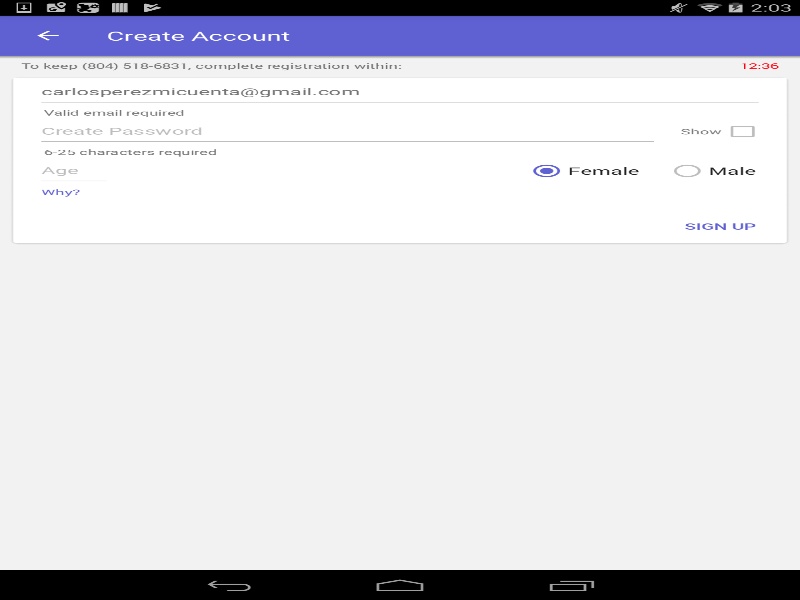 2:03
Create Account
To keep (804) 518-6831, complete registration within: 12:36
carlosperezmicuenta@gmail.com
Valid email required
Create Password Show
6-25 characters required
Age Female Male
Why?
SIGN UP